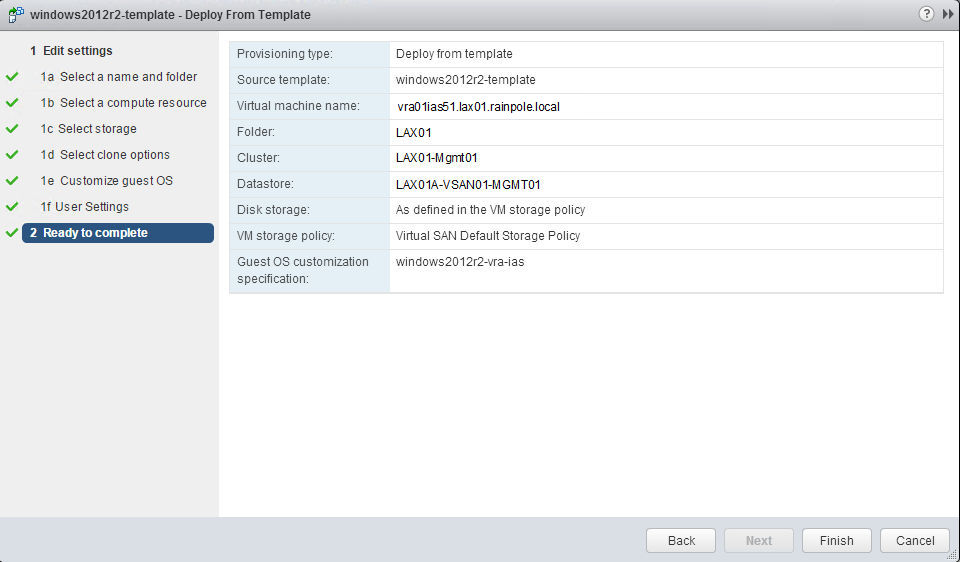 windows2012r2-template - Deploy From Template
1 Edit settings
1a Select a name and folder
1b Select a compute resource
1c Select storage
1d Select clone options
1e Customize guest OS
1f User Settings
2 Ready to complete
Provisioning type: Deploy from template
Source template: windows2012r2-template
Virtual machine name: vra01ias51.lax01.rainpole.local
Folder: LAX01
Cluster: LAX01-Mgmt01
Datastore: LAX01A-VSAN01-MGMT01
Disk storage: As defined in the VM storage policy
VM storage policy: Virtual SAN Default Storage Policy
Guest OS customization windows2012r2-vra-ias
specification:
Back Next Finish Cancel